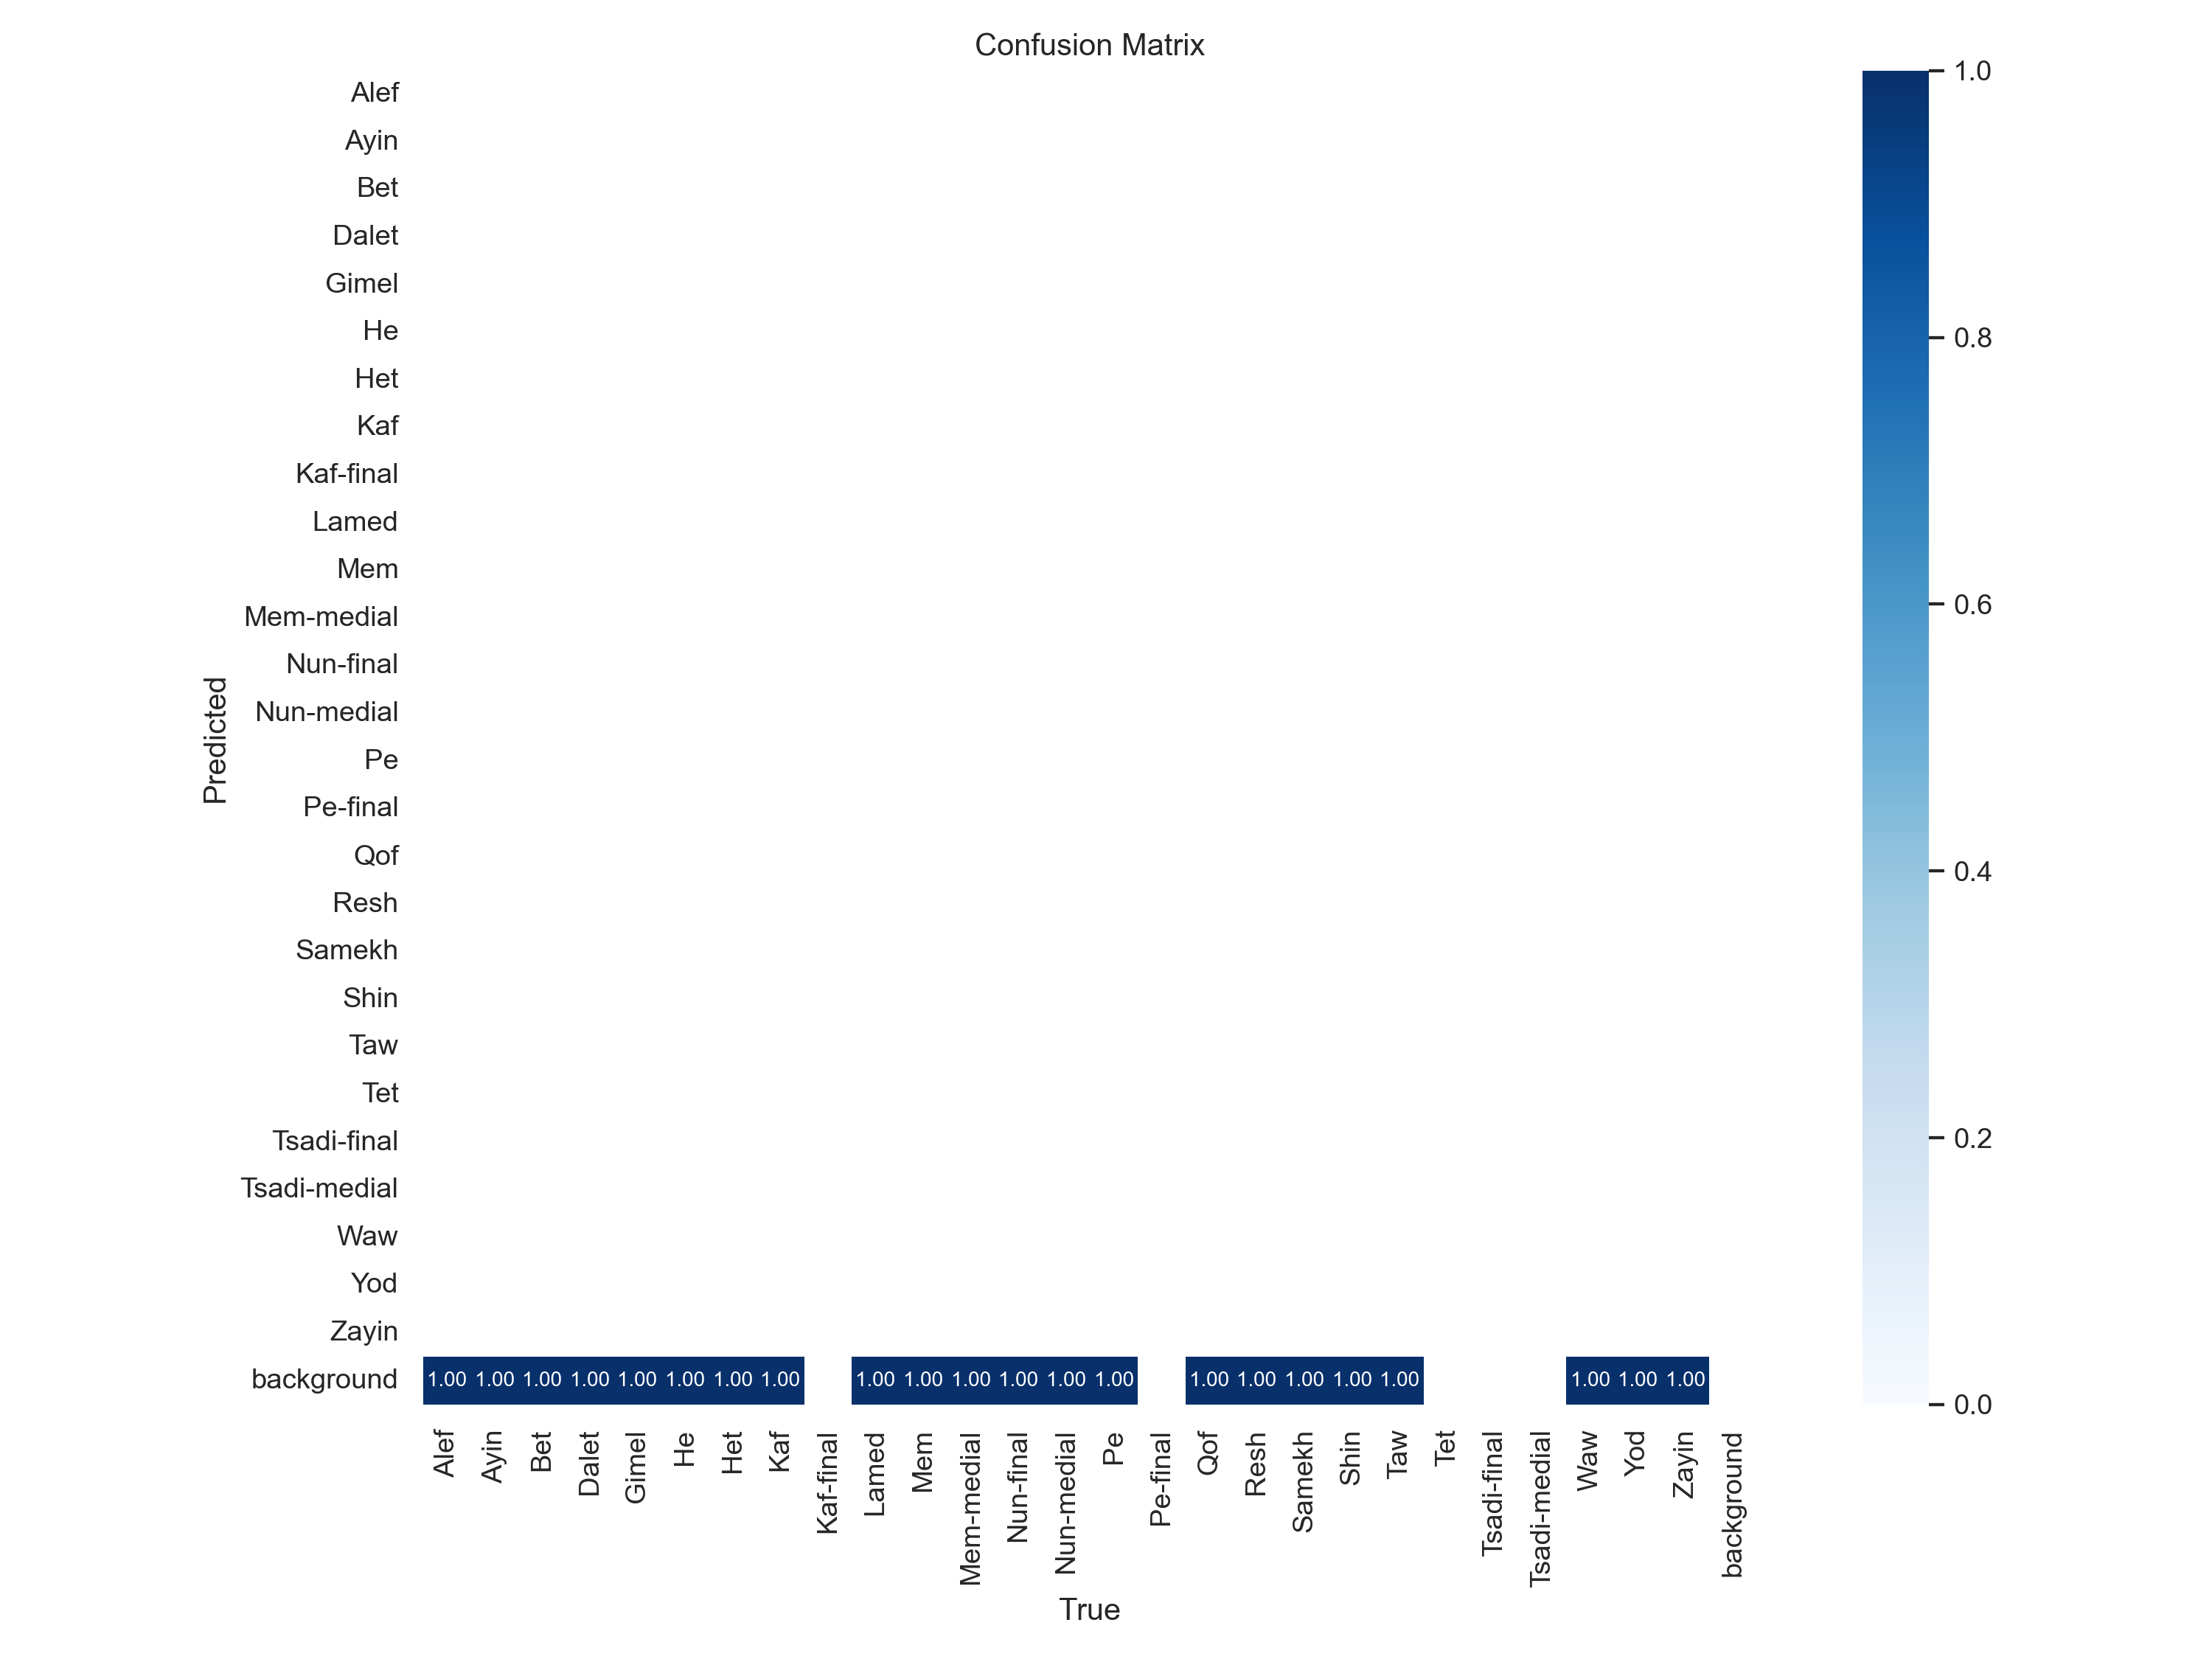 Confusion Matrix
Alef
Ayin
Bet
Dalet
Gimel
He
Het
Kaf
Kaf-final
Lamed
Mem
Mem-medial
Nun-final
Nun-medial
Pe
Pe-final
Qof
Resh
Samekh
Shin
Taw
Tet
Tsadi-final
Tsadi-medial
Waw
Yod
Zayin
background
Predicted
1.00 1.00 1.00 1.00 1.00 1.00 1.00 1.00 1.00 1.00 1.00 1.00 1.00 1.00 1.00 1.00 1.00 1.00 1.00 1.00 1.00 1.00
Alef
Ayin
Bet
Dalet
Gimel
He
Het
Kaf
Kaf-final
Lamed
Mem
Mem-medial
Nun-final
Nun-medial
Pe
Pe-final
Qof
Resh
Samekh
Shin
Taw
Tet
Tsadi-final
Tsadi-medial
Waw
Yod
Zayin
background
True
1.0
0.8
0.6
0.4
0.2
0.0